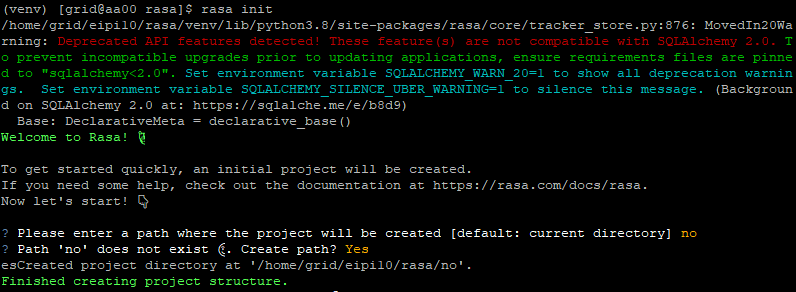 (venv) [grid@aa00 rasa]$ rasa init
/home/grid/eipi10/rasa/venv/lib/python3.8/site-packages/rasa/core/tracker_store.py:876: MovedIn20Wa
rning: Deprecated API features detected! These feature(s) are not compatible with SQLAlchemy 2.0. T
o prevent incompatible upgrades prior to updating applications, ensure requirements files are pinne
d to "sqlalchemy<2.0". Set environment variable SQLALCHEMY_WARN_20=1 to show all deprecation warnin
gs.  Set environment variable SQLALCHEMY_SILENCE_UBER_WARNING=1 to silence this message. (Backgroun
d on SQLAlchemy 2.0 at: https://sqlalche.me/e/b8d9)
  Base: DeclarativeMeta = declarative_base()
Welcome to Rasa!
To get started quickly, an initial project will be created.
If you need some help, check out the documentation at https://rasa.com/docs/rasa.
Now let's start!
? Please enter a path where the project will be created [default: current directory] no
? Path 'no' does not exist . Create path? Yes
esCreated project directory at '/home/grid/eipi10/rasa/no'.
Finished creating project structure.